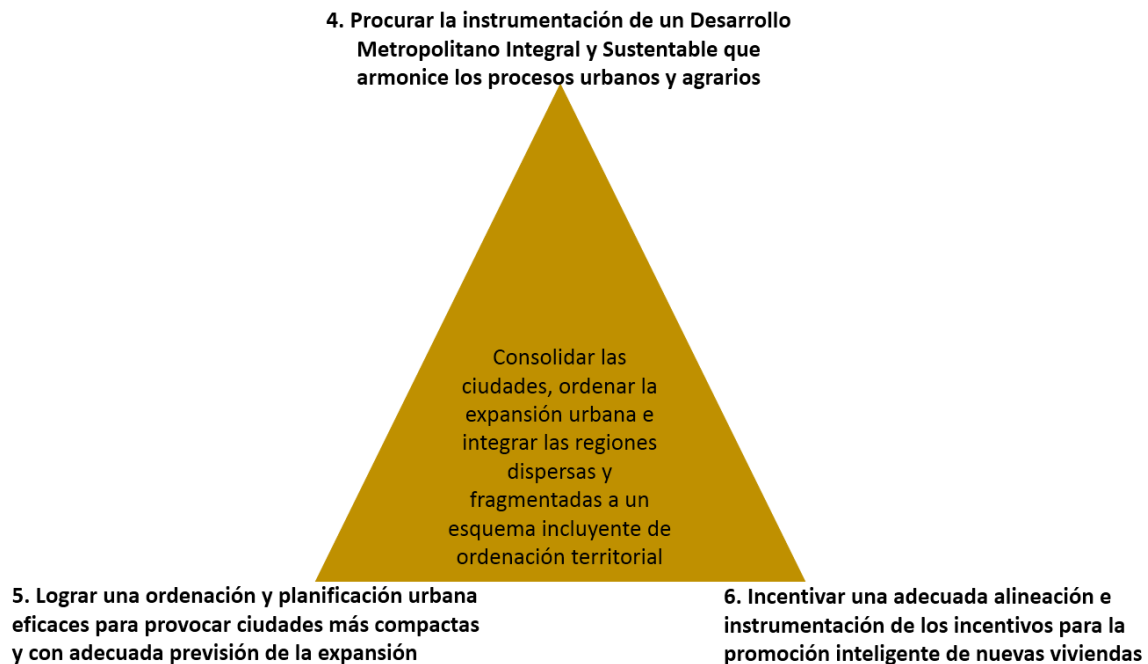 4. Procurar la instrumentación de un Desarrollo
Metropolitano Integral y Sustentable que
armonice los procesos urbanos y agrarios
Consolidar las
ciudades, ordenar la
expansión urbana e
integrar las regiones
dispersas y
fragmentadas a un
esquema incluyente de
ordenación territorial
5. Lograr una ordenación y planificación urbana
eficaces para provocar ciudades más compactas
y con adecuada previsión de la expansión
6. Incentivar una adecuada alineación e
instrumentación de los incentivos para la
promoción inteligente de nuevas viviendas